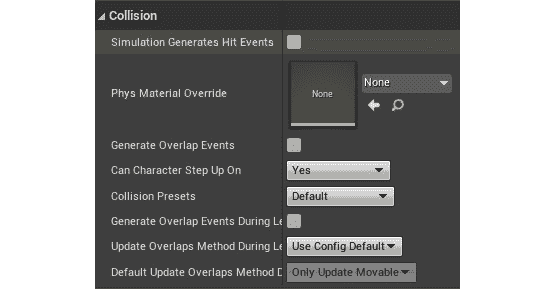 Collision
Simulation Generates Hit Events
Phys Material Override
None
None
Generate Overlap Events
Can Character Step Up On
Yes
Collision Presets
Default
Generate Overlap Events During Le
Update Overlaps Method During Le
Use Config Default
Default Update Overlaps Method D
Only Update Movable